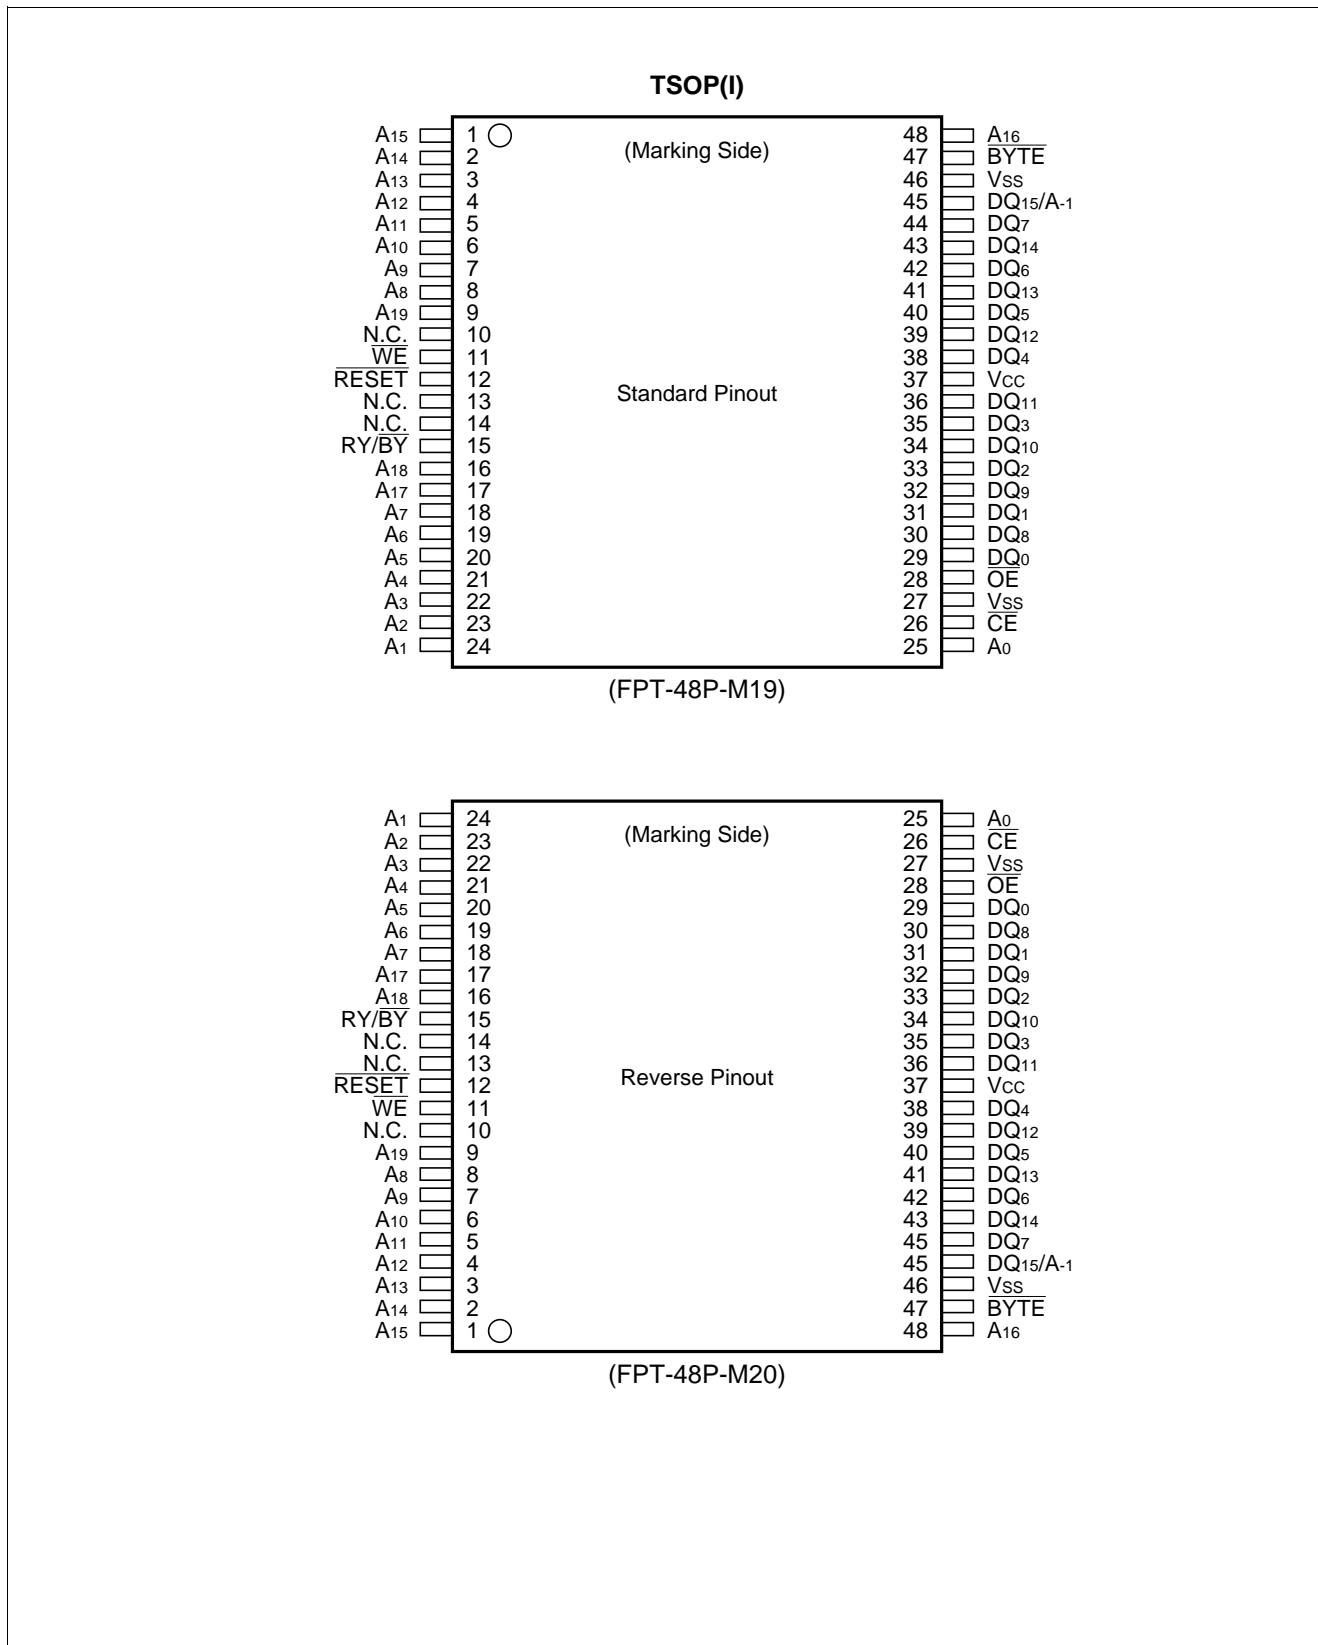 TSOP(I)
A15 1 (Marking Side) 48 A16
A14 2 47 BYTE
A13 3 46 VSS
A12 4 45 DQ15/A-1
A11 5 44 DQ7
A10 6 43 DQ14
A9 7 42 DQ6
A8 8 41 DQ13
A19 9 40 DQ5
N.C. 10 39 DQ12
WE 11 38 DQ4
RESET 12 Standard Pinout 37 VCC
N.C. 13 36 DQ11
N.C. 14 35 DQ3
RY/BY 15 34 DQ10
A18 16 33 DQ2
A17 17 32 DQ9
A7 18 31 DQ1
A6 19 30 DQ8
A5 20 29 DQ0
A4 21 28 OE
A3 22 27 VSS
A2 23 26 CE
A1 24 25 A0
(FPT-48P-M19)
A1 24 (Marking Side) 25 A0
A2 23 26 CE
A3 22 27 VSS
A4 21 28 OE
A5 20 29 DQ0
A6 19 30 DQ8
A7 18 31 DQ1
A17 17 32 DQ9
A18 16 33 DQ2
RY/BY 15 34 DQ10
N.C. 14 35 DQ3
N.C. 13 36 DQ11
RESET 12 Reverse Pinout 37 VCC
WE 11 38 DQ4
N.C. 10 39 DQ12
A19 9 40 DQ5
A8 8 41 DQ13
A9 7 42 DQ6
A10 6 43 DQ14
A11 5 45 DQ7
A12 4 45 DQ15/A-1
A13 3 46 VSS
A14 2 47 BYTE
A15 1 48 A16
(FPT-48P-M20)